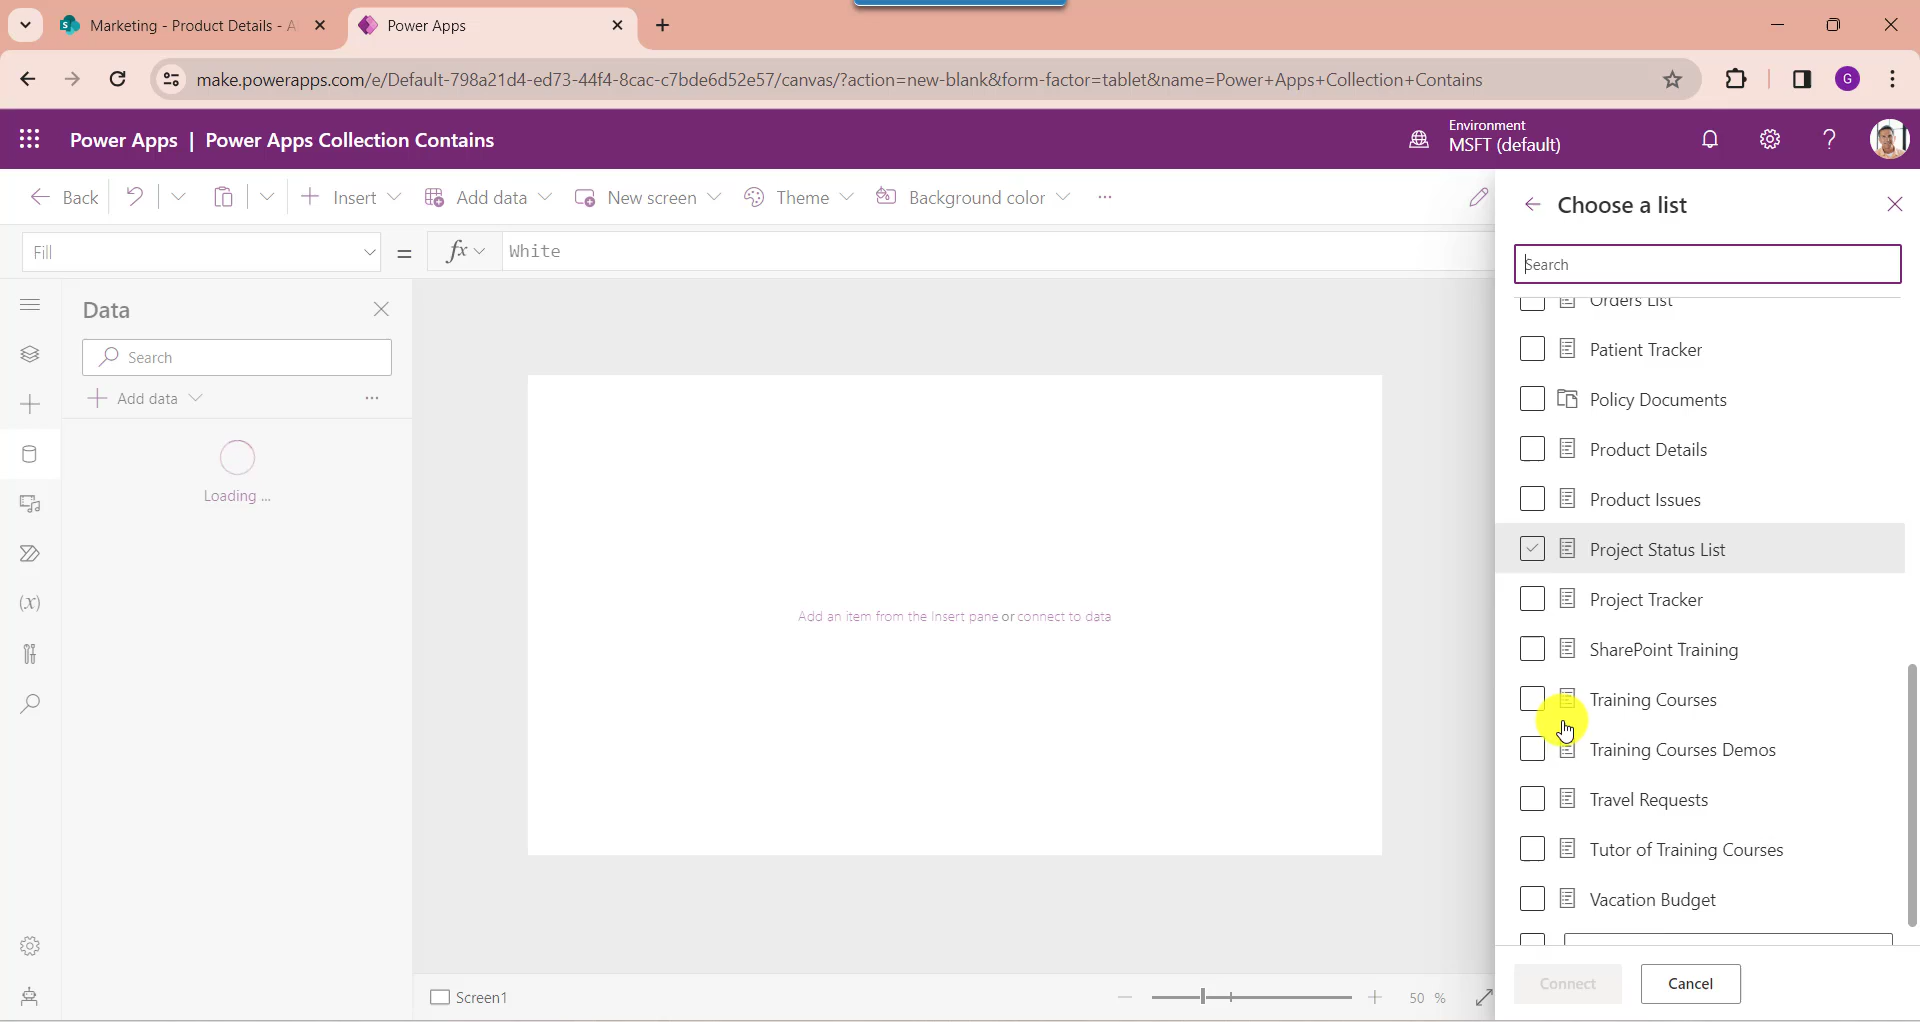 Marketing - Product Details - A
Power Apps
make.powerapps.com/e/Default-798a21d4-ed73-44f4-8cac-c7bde6d52e57/canvas/?action=new-blank&form-factor=tablet&name=Power+Apps+Collection+Contains
G
Power Apps | Power Apps Collection Contains
Environment
MSFT (default)
?
Back
Insert
Add data
New screen
Theme
Background color
...
Fill
=
fx
White
Data
Search
Add data
...
Loading ...
(x)
Add an item from the Insert pane or connect to data
Screen1
50 %
Choose a list
Search
Orders List
Patient Tracker
Policy Documents
Product Details
Product Issues
Project Status List
Project Tracker
SharePoint Training
Training Courses
Training Courses Demos
Travel Requests
Tutor of Training Courses
Vacation Budget
Connect
Cancel